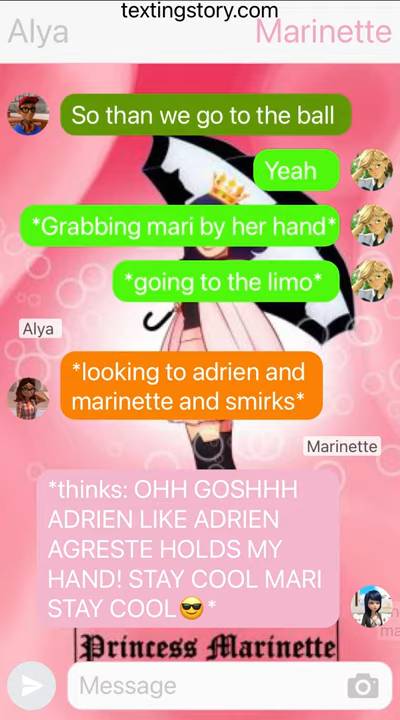 textingstory.com
Alya Marinette
So than we go to the ball
Yeah
*Grabbing mari by her hand*
*going to the limo*
Alya
*looking to adrien and
marinette and smirks*
Marinette
*thinks: OHH GOSHHH
ADRIEN LIKE ADRIEN
AGRESTE HOLDS MY
HAND! STAY COOL MARI
STAY COOL😎*
Princess Marinette
Message